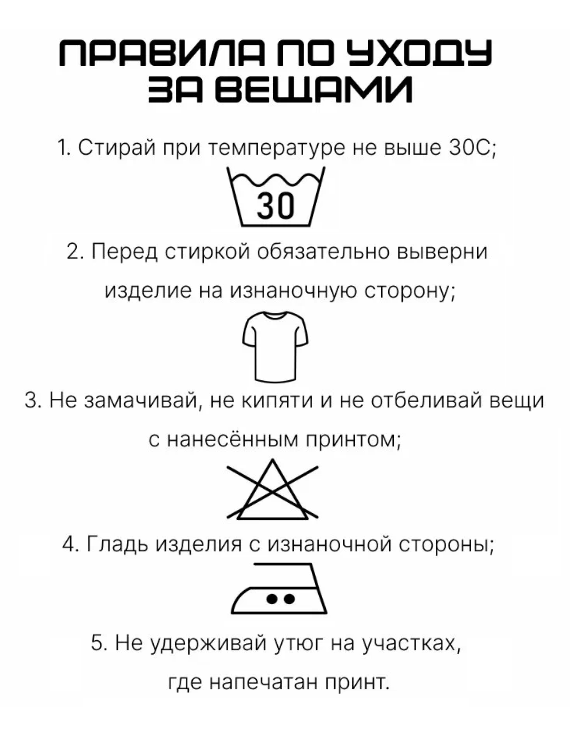 ПРАВИЛА ПО УХОДУ
ЗА ВЕЩАМИ
1. Стирай при температуре не выше 30С;
30
2. Перед стиркой обязательно выверни
изделие на изнаночную сторону;
3. Не замачивай, не кипяти и не отбеливай вещи
с нанесённым принтом;
4. Гладь изделия с изнаночной стороны;
5. Не удерживай утюг на участках,
где напечатан принт.